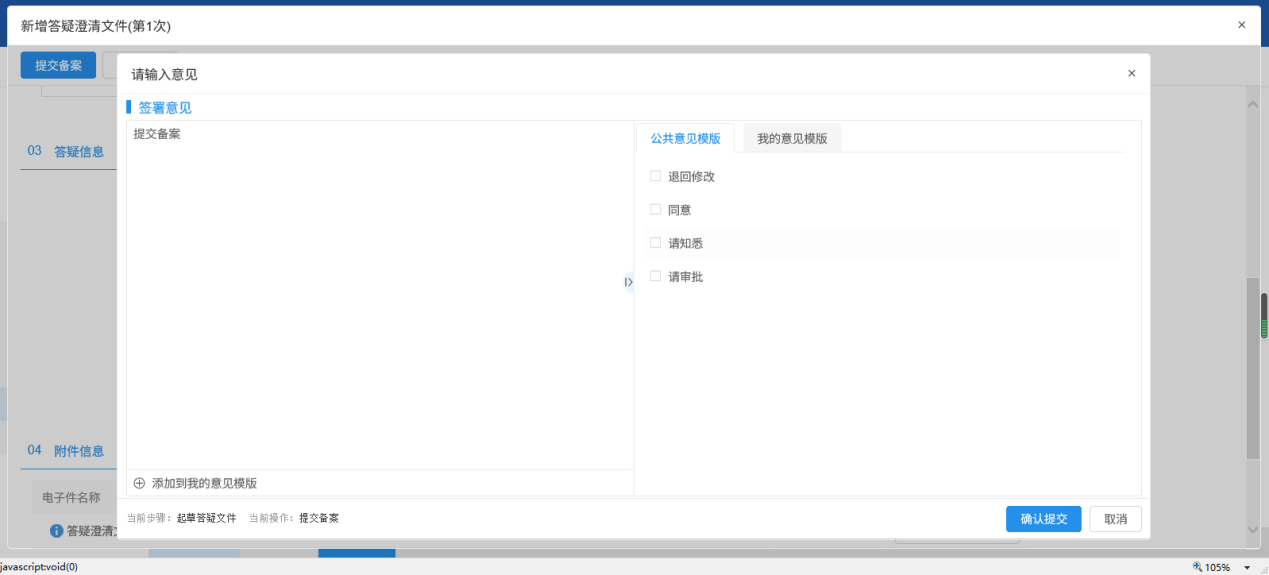 新增答疑澄清文件(第1次)
提交备案
请输入意见
签署意见
提交备案
公共意见模版
我的意见模版
退回修改
同意
请知悉
请审批
03 答疑信息
04 附件信息
电子件名称
答疑澄清
添加到我的意见模版
当前步骤: 起草答疑文件 当前操作: 提交备案
确认提交
取消
javascript:void(0)
105%